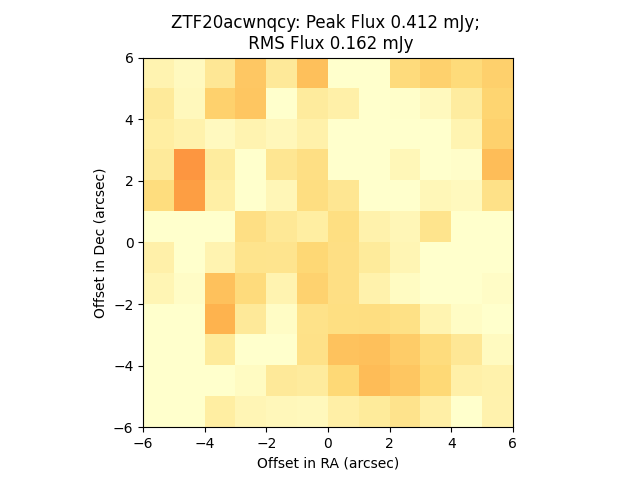 ZTF20acwnqcy: Peak Flux 0.412 mJy;
RMS Flux 0.162 mJy
6
4
2
0
−2
−4
−6
Offset in Dec (arcsec)
−6 −4 −2 0 2 4 6
Offset in RA (arcsec)